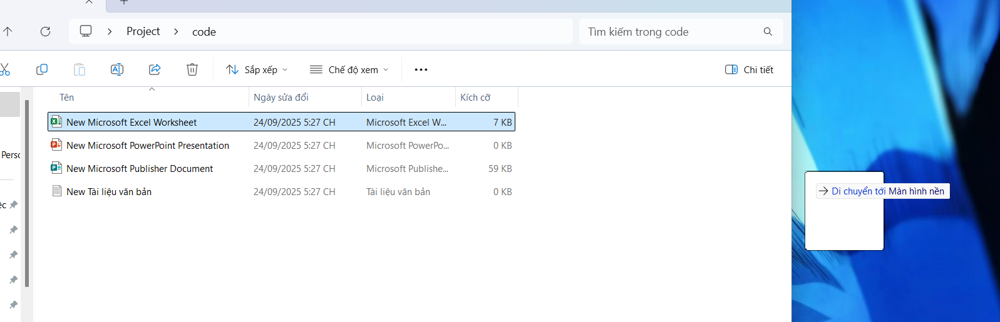 Project > code
Tìm kiếm trong code
Sắp xếp
Chế độ xem
Chi tiết
Tên
Ngày sửa đổi
Loại
Kích cỡ
New Microsoft Excel Worksheet 24/09/2025 5:27 CH Microsoft Excel W... 7 KB
New Microsoft PowerPoint Presentation 24/09/2025 5:27 CH Microsoft PowerPo... 0 KB
New Microsoft Publisher Document 24/09/2025 5:27 CH Microsoft Publishe... 59 KB
New Tài liệu văn bản 24/09/2025 5:27 CH Tài liệu văn bản 0 KB
Perso
ệc
Di chuyển tới Màn hình nền